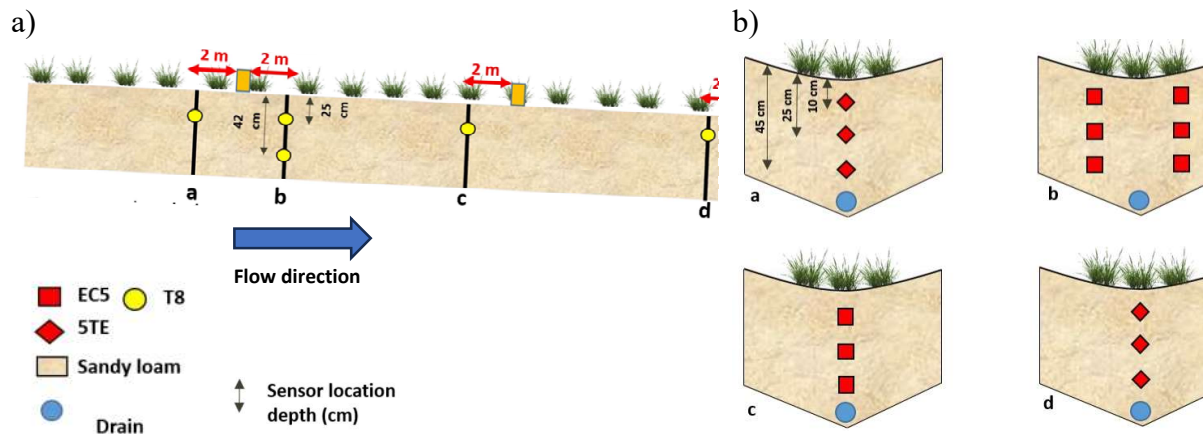 a)
2 m
2 m
2 m
42
cm
25
cm
a
b
c
d
Flow direction
EC5
T8
5TE
Sandy loam
Drain
Sensor location
depth (cm)
b)
45 cm
25 cm
10 cm
a
b
c
d